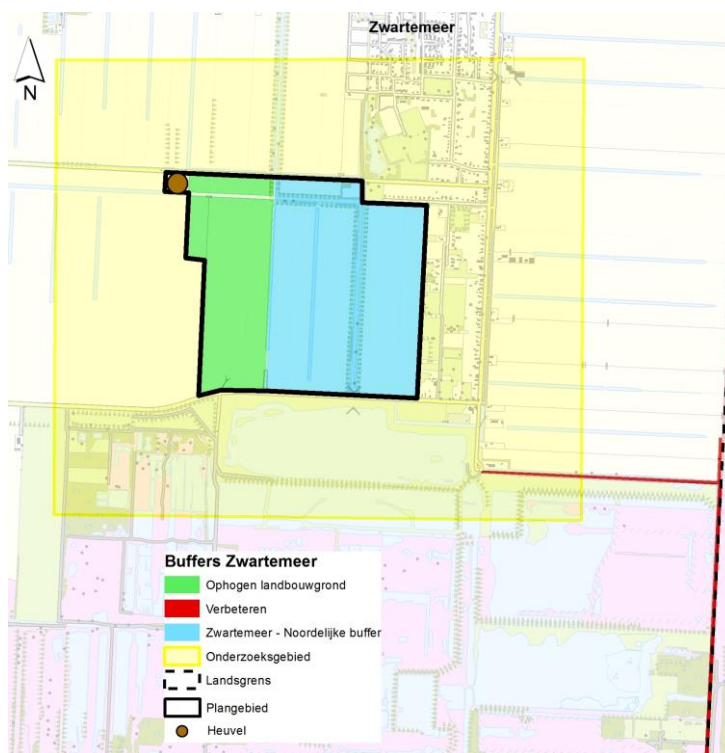 Zwartemeer
N
Buffers Zwartemeer
Ophogen landbouwgrond
Verbeteren
Zwartemeer - Noordelijke buffer
Onderzoeksgebied
Landsgrens
Plangebied
Heuvel